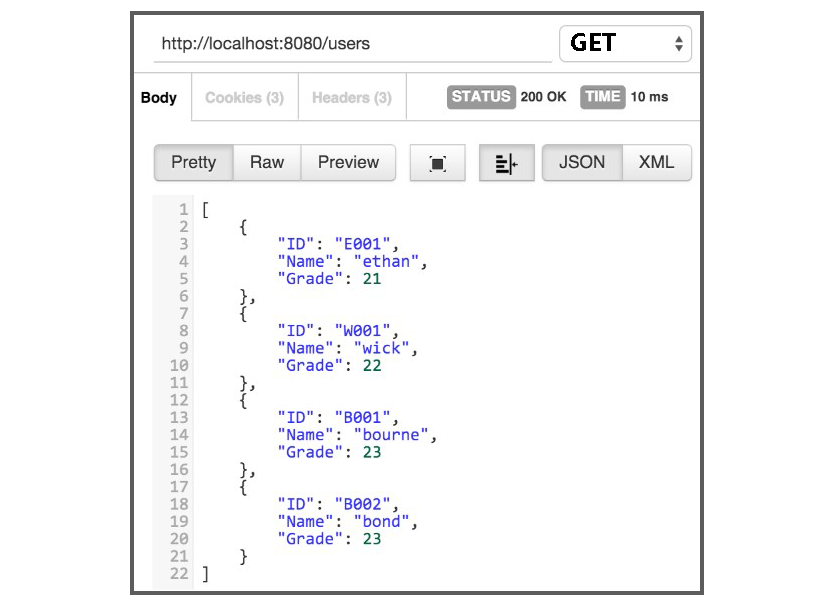 http://localhost:8080/users GET
Body Cookies (3) Headers (3) STATUS 200 OK TIME 10 ms
Pretty Raw Preview JSON XML
1 [
2 {
3 "ID": "E001",
4 "Name": "ethan",
5 "Grade": 21
6 },
7 {
8 "ID": "W001",
9 "Name": "wick",
10 "Grade": 22
11 },
12 {
13 "ID": "B001",
14 "Name": "bourne",
15 "Grade": 23
16 },
17 {
18 "ID": "B002",
19 "Name": "bond",
20 "Grade": 23
21 }
22 ]